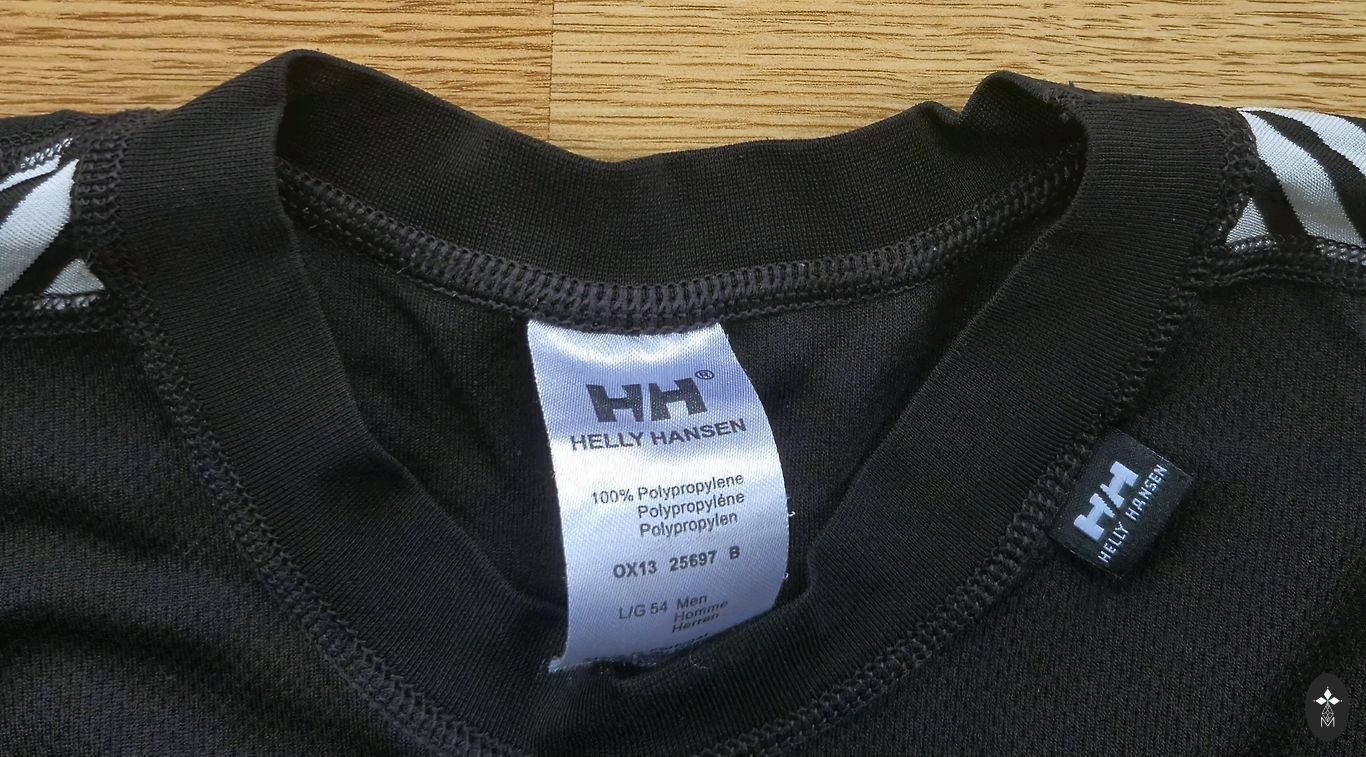 HH®
HELLY HANSEN
100% Polypropylene
Polypropylène
Polypropylen
OX13 25697 B
L/G 54 Men
Homme
Herren
HH
HELLY HANSEN
M